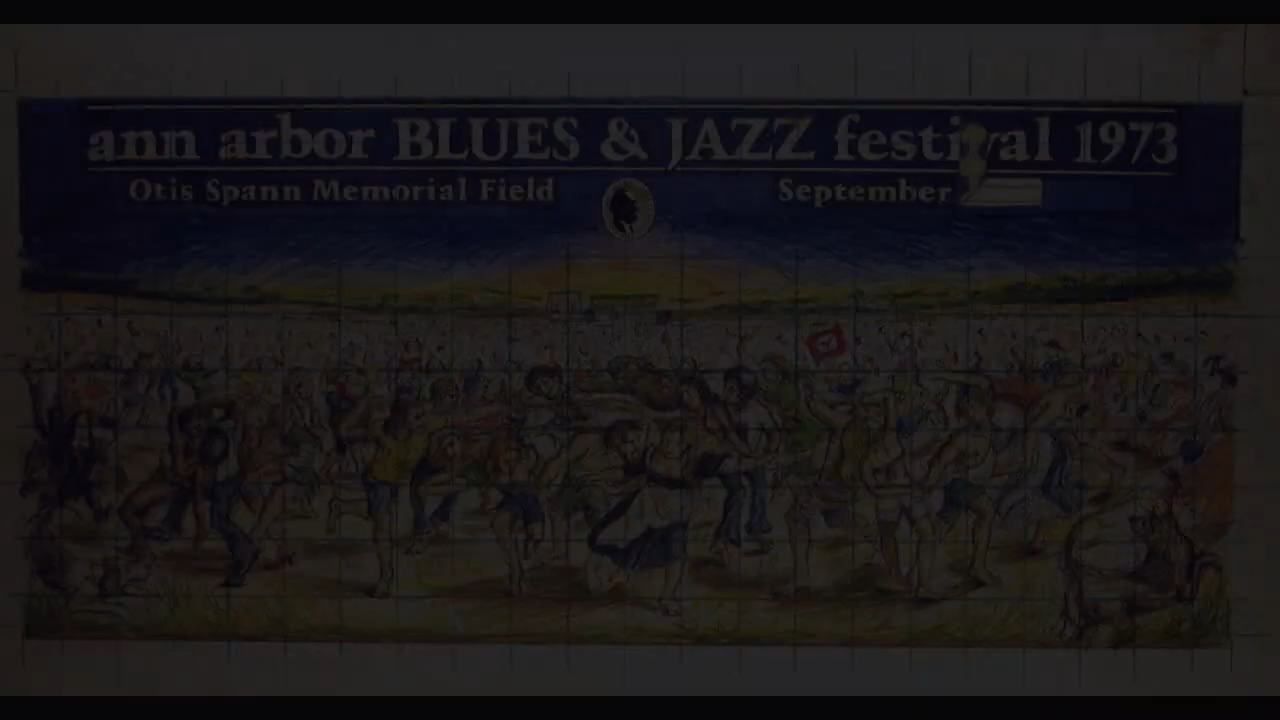 ann arbor BLUES & JAZZ festival 1973
Otis Spann Memorial Field
September